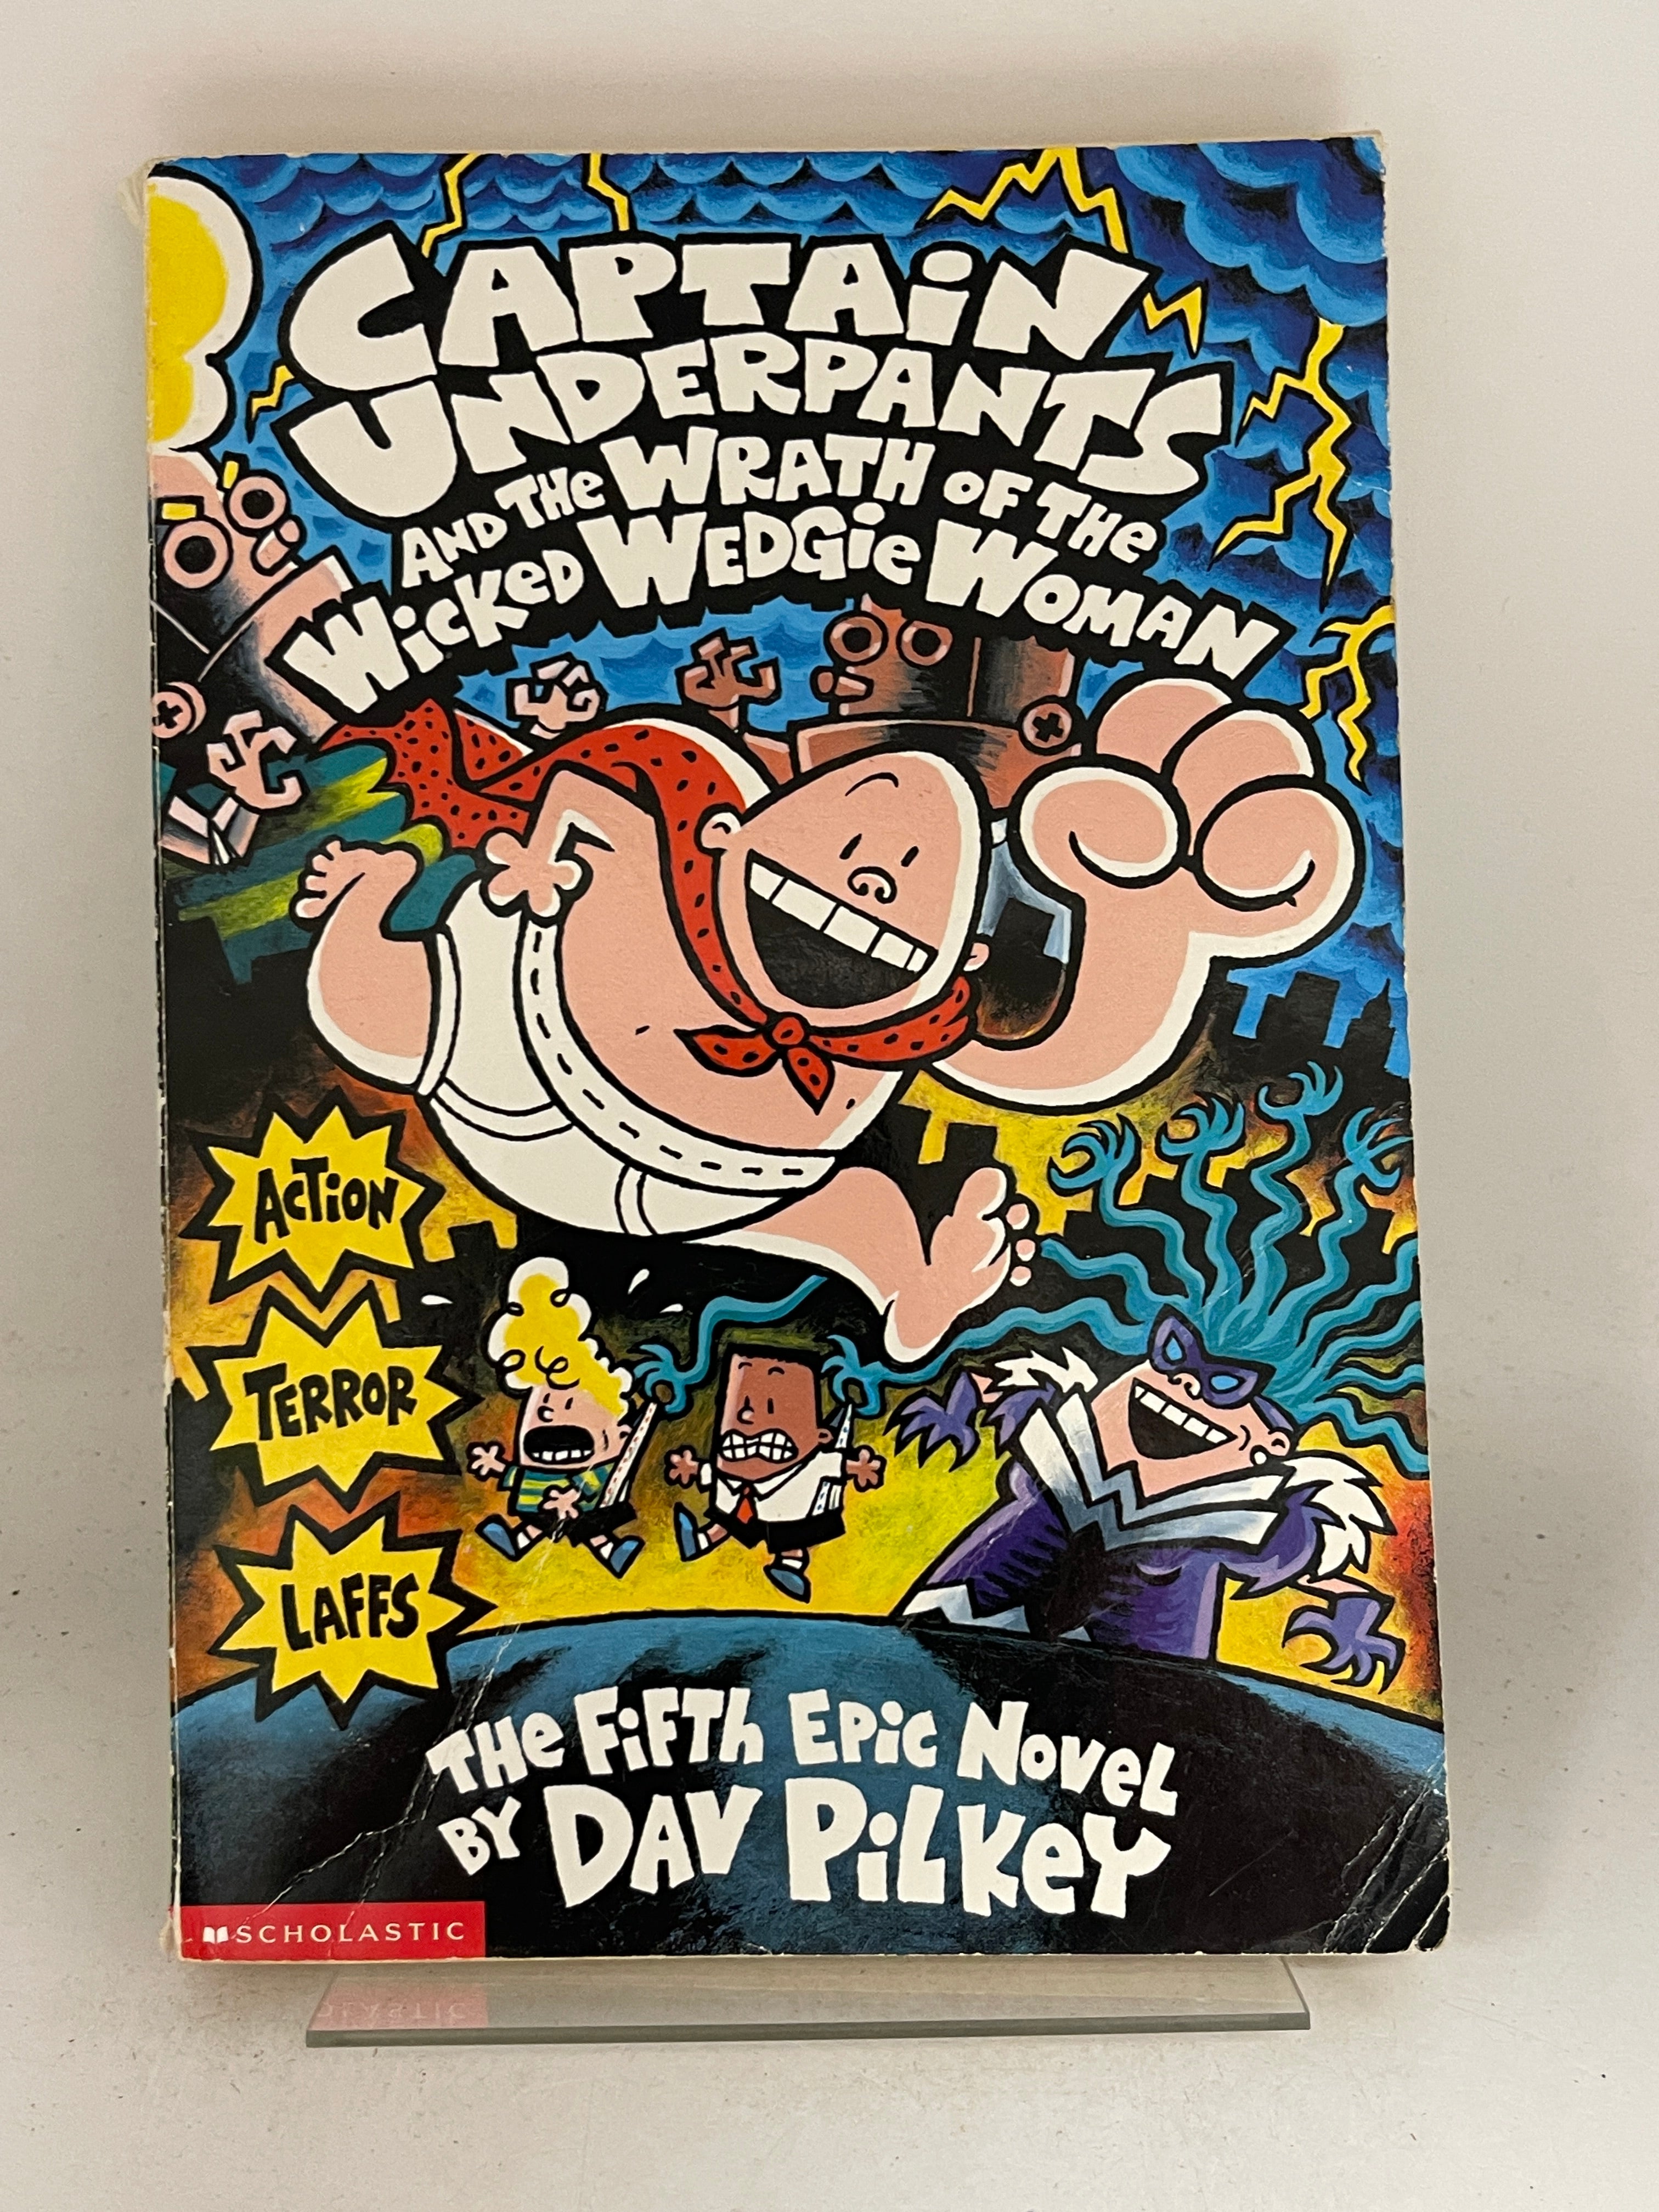 CAPTAiN
UNDERPANTS
AND THe WRATH OF THe
WicKeD WeDGie WOMAN
ACTiON
TERROR
LAFFS
THe FiFTh EPic NoveL
BY DAV PiLKeY
SCHOLASTIC